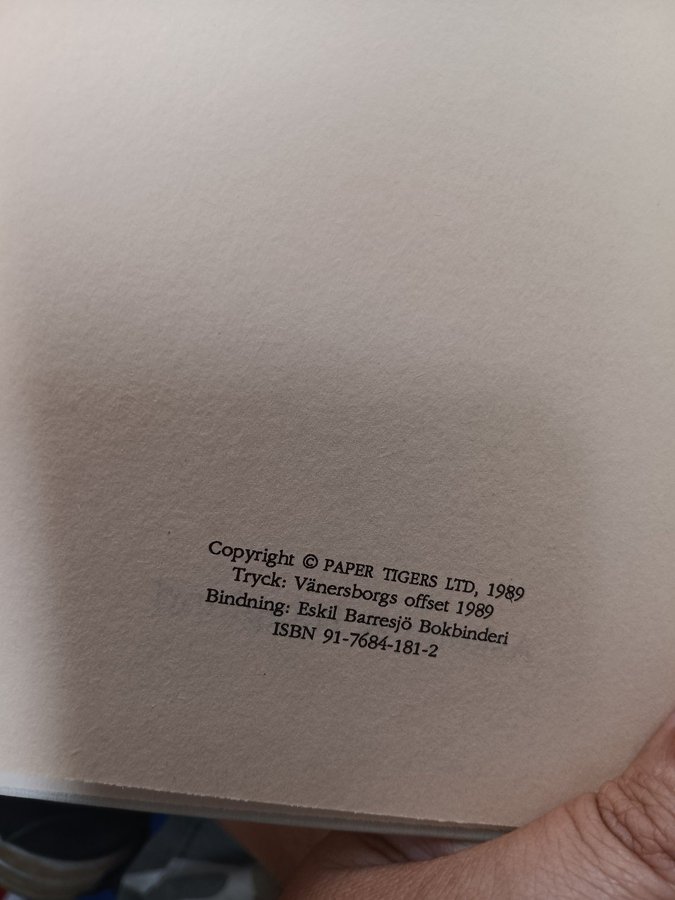 Copyright © PAPER TIGERS LTD, 1989
Tryck: Vänersborgs offset 1989
Bindning: Eskil Barresjö Bokbinderi
ISBN 91-7684-181-2